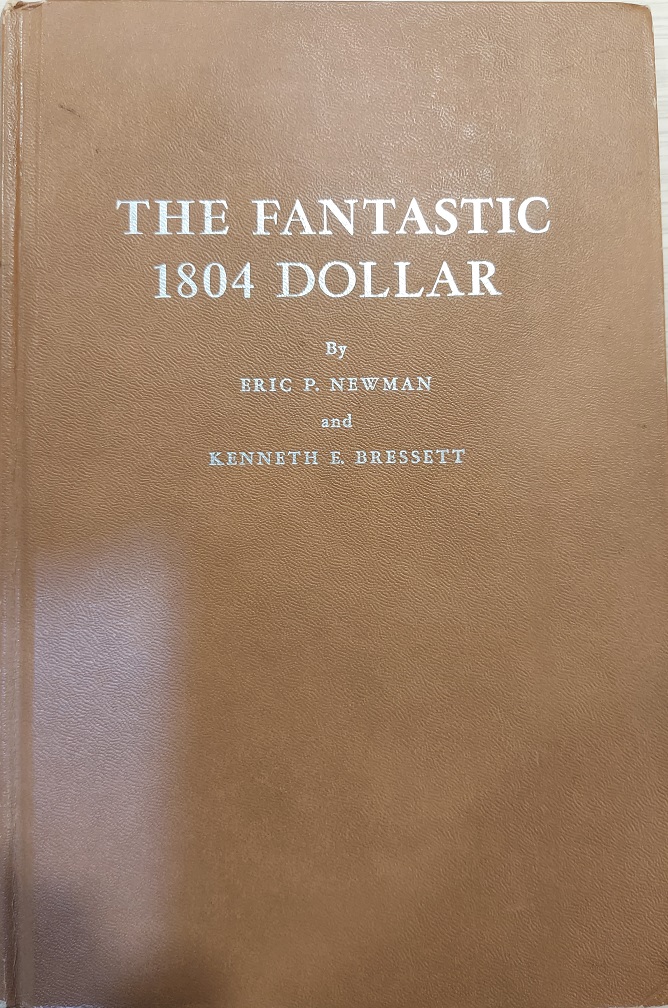 THE FANTASTIC
1804 DOLLAR
By
ERIC P. NEWMAN
and
KENNETH E. BRESSETT